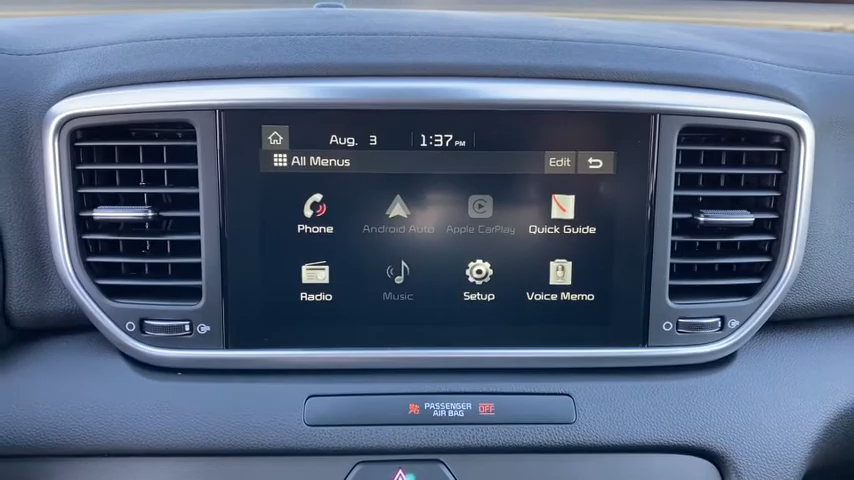 Aug. 3 1:37 PM
All Menus Edit
Phone Android Auto Apple CarPlay Quick Guide
Radio Music Setup Voice Memo
PASSENGER
AIR BAG OFF